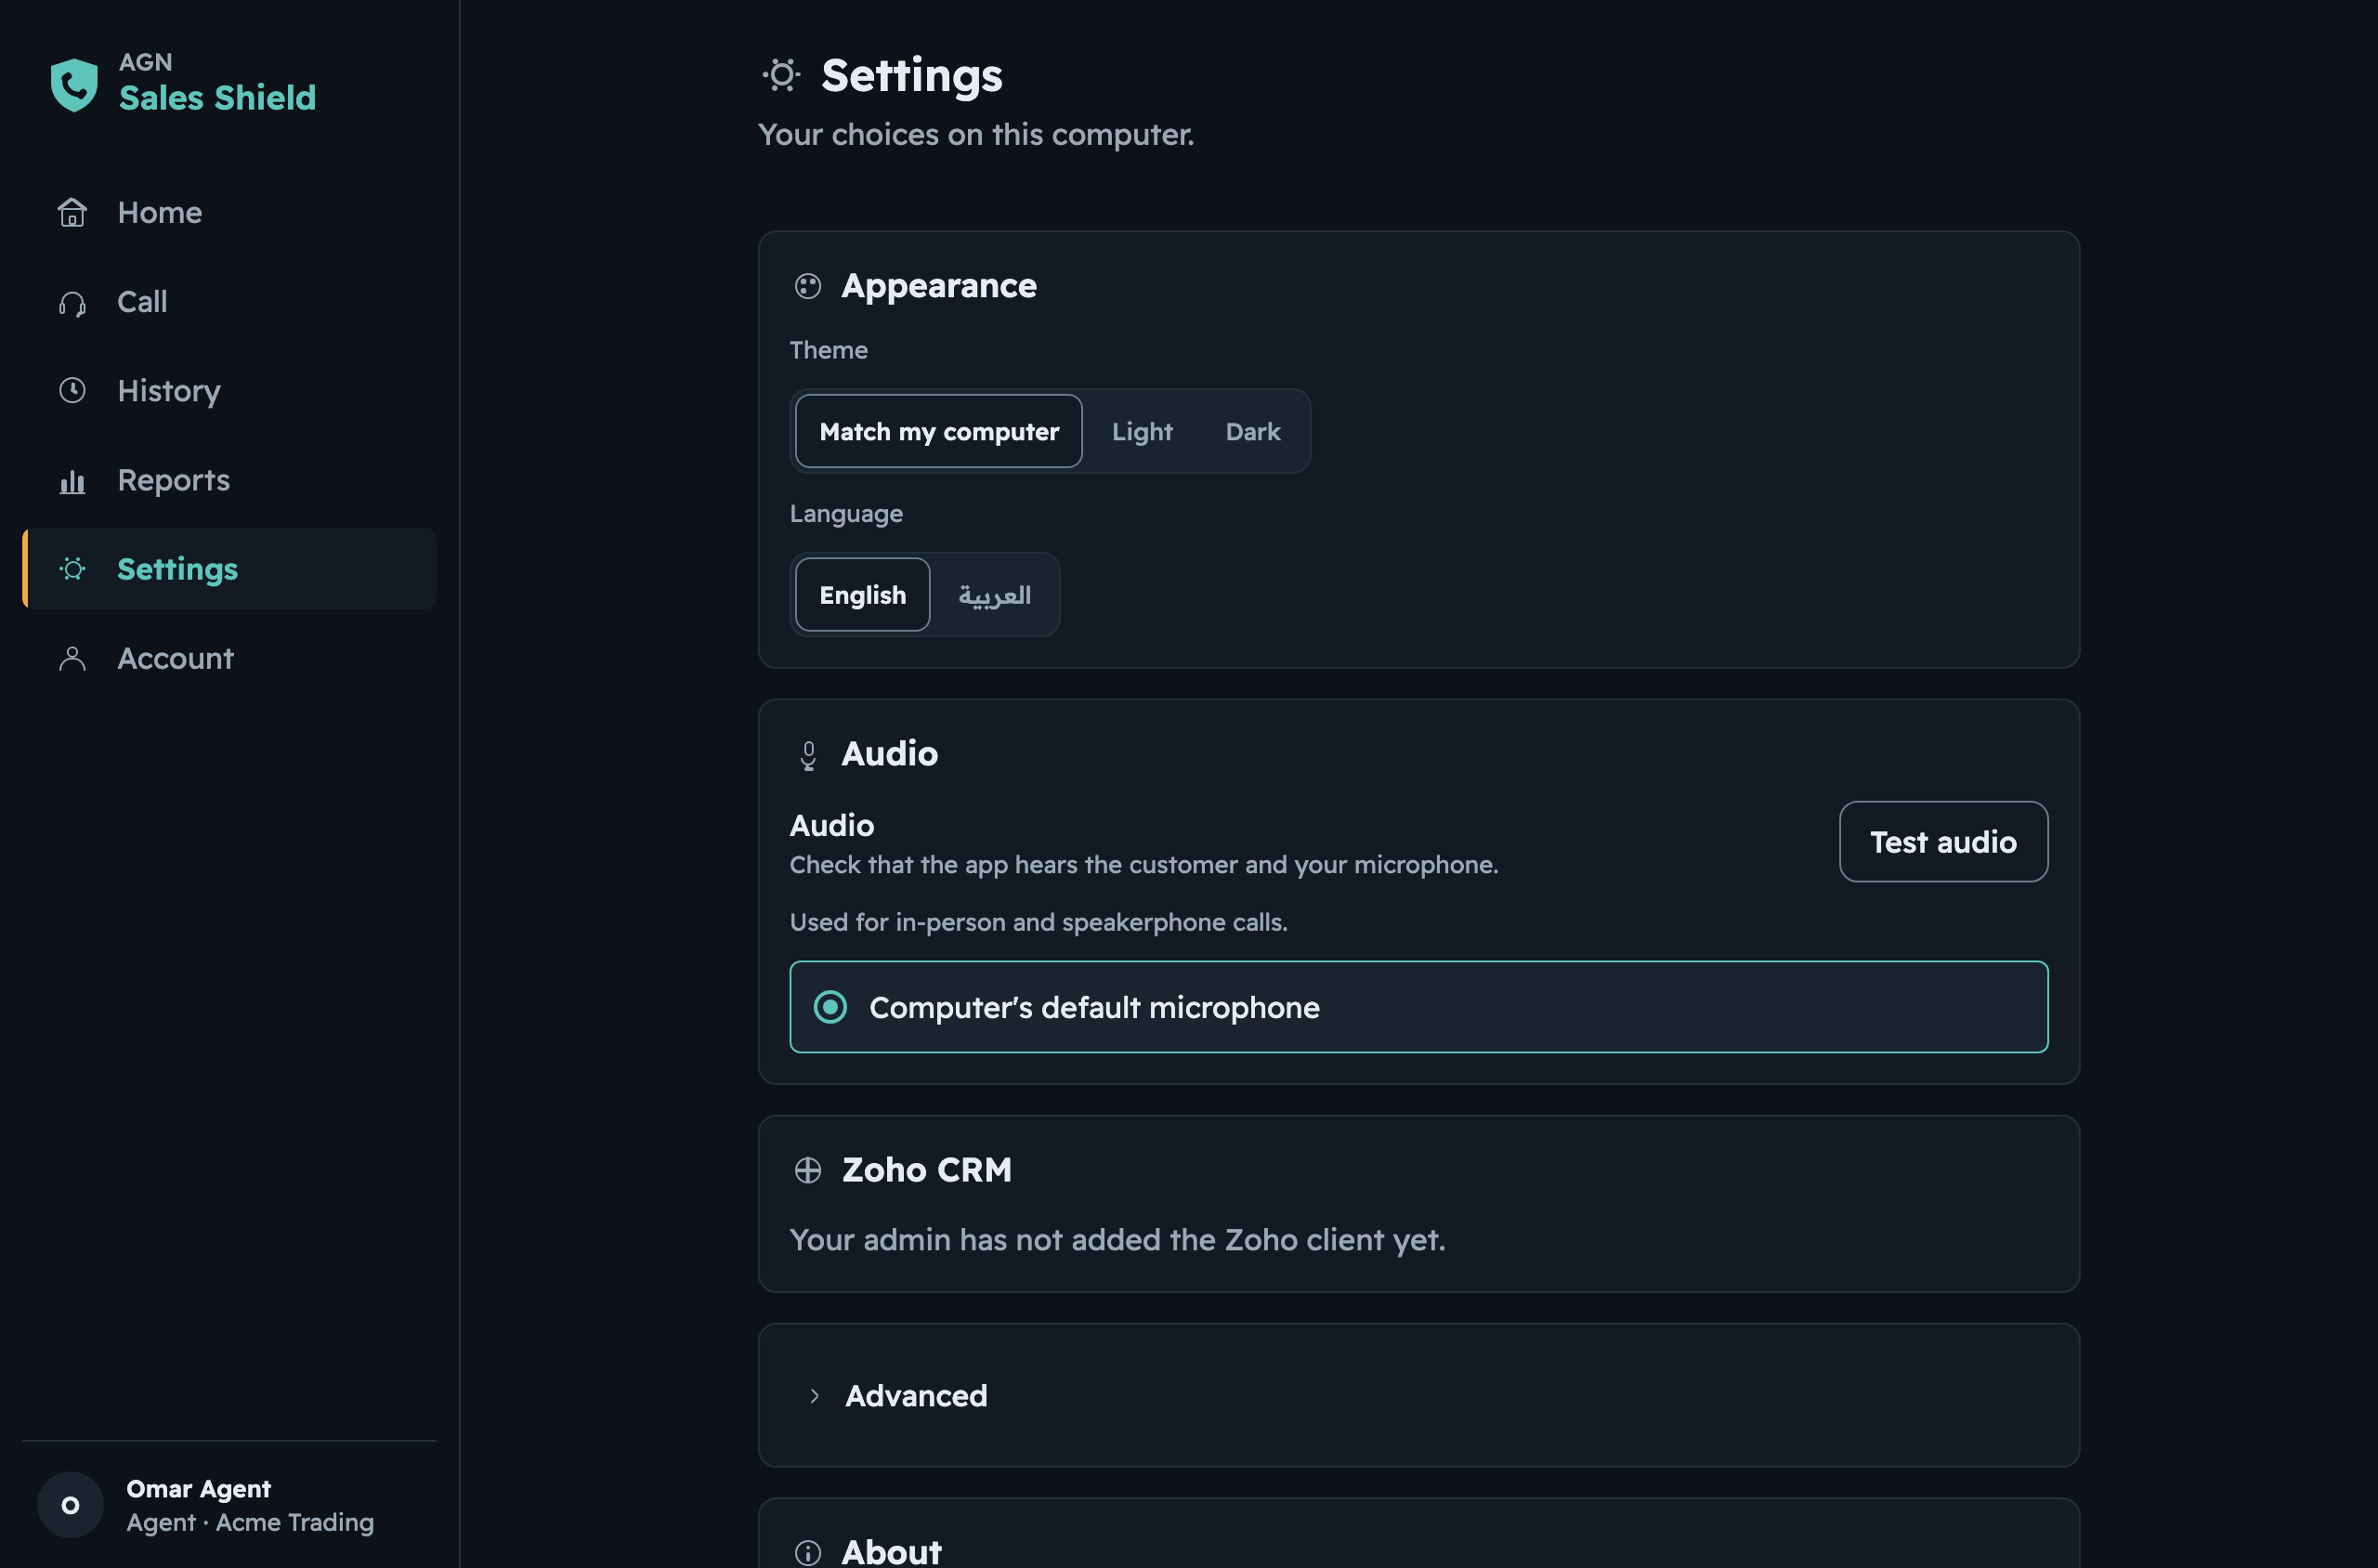 AGN
Sales Shield
Home
Call
History
Reports
Settings
Account
Omar Agent
O
Agent · Acme Trading
Settings
Your choices on this computer.
Appearance
Theme
Match my computer Light Dark
Language
English العربية
Audio
Audio
Check that the app hears the customer and your microphone.
Test audio
Used for in-person and speakerphone calls.
Computer's default microphone
Zoho CRM
Your admin has not added the Zoho client yet.
Advanced
About